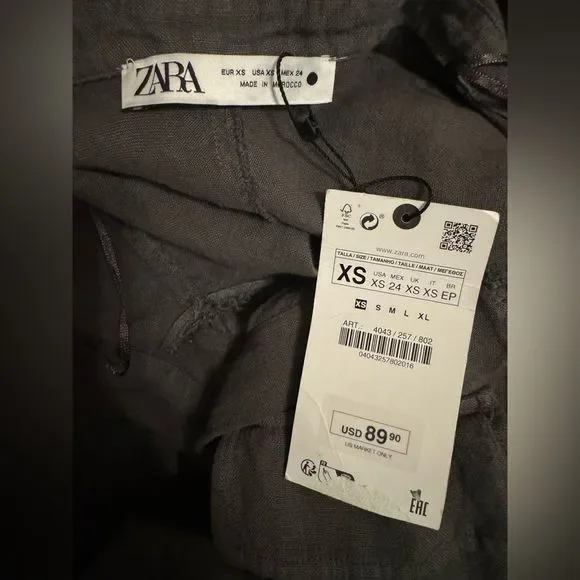 ZARA
EUR XS USA XS MEX 24
MADE IN MOROCCO
FSC
www.zara.com
TALLA / SIZE / TAMANHO / TAILLE / MAAT / ΜΕΓΕΘΟΣ
XS
USA MEX UK IT BR
XS 24 XS XS EP
XS S M L XL
ART.: 4043 / 257 / 802
04043257802016
USD 89.90
US MARKET ONLY
EAC